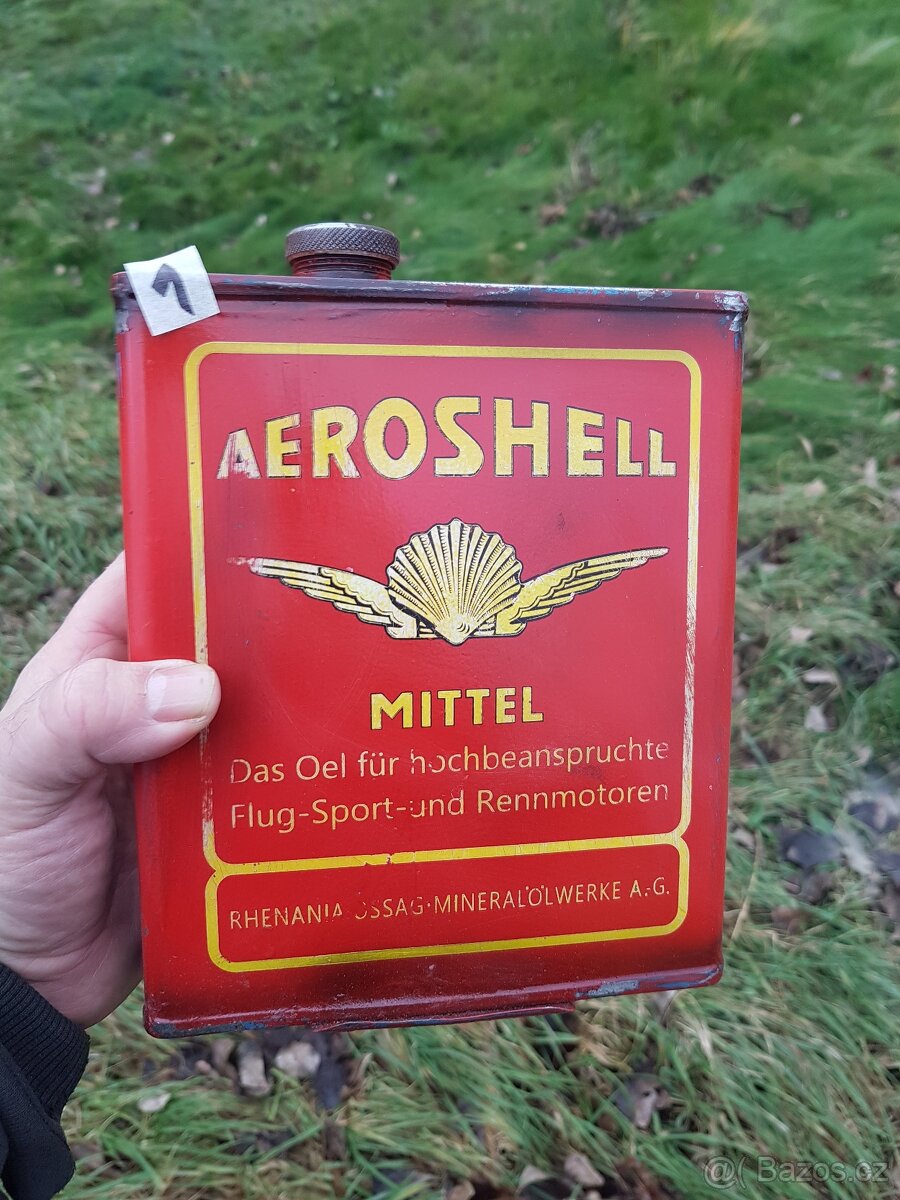 1
AEROSHELL
MITTEL
Das Oel für hochbeanspruchte
Flug-Sport-und Rennmotoren
RHENANIA OSSAG·MINERALÖLWERKE A.-G.
@( Bazos.cz